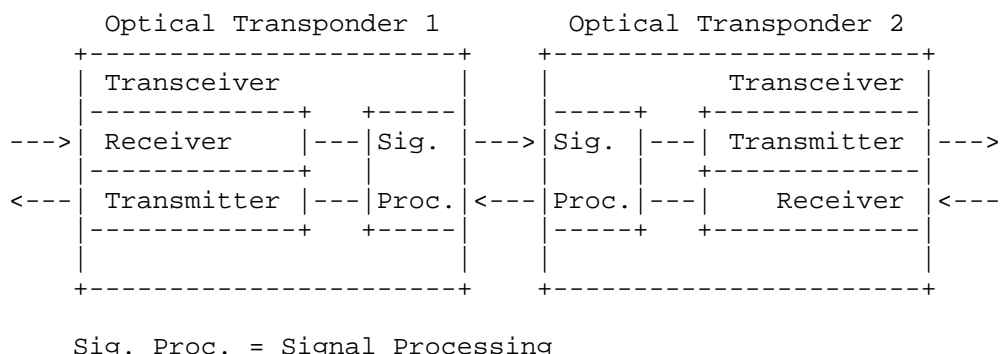 Optical Transponder 1 Optical Transponder 2
Transceiver Transceiver
Receiver Sig. Sig. Transmitter
Transmitter Proc. Proc. Receiver
Sig. Proc. = Signal Processing